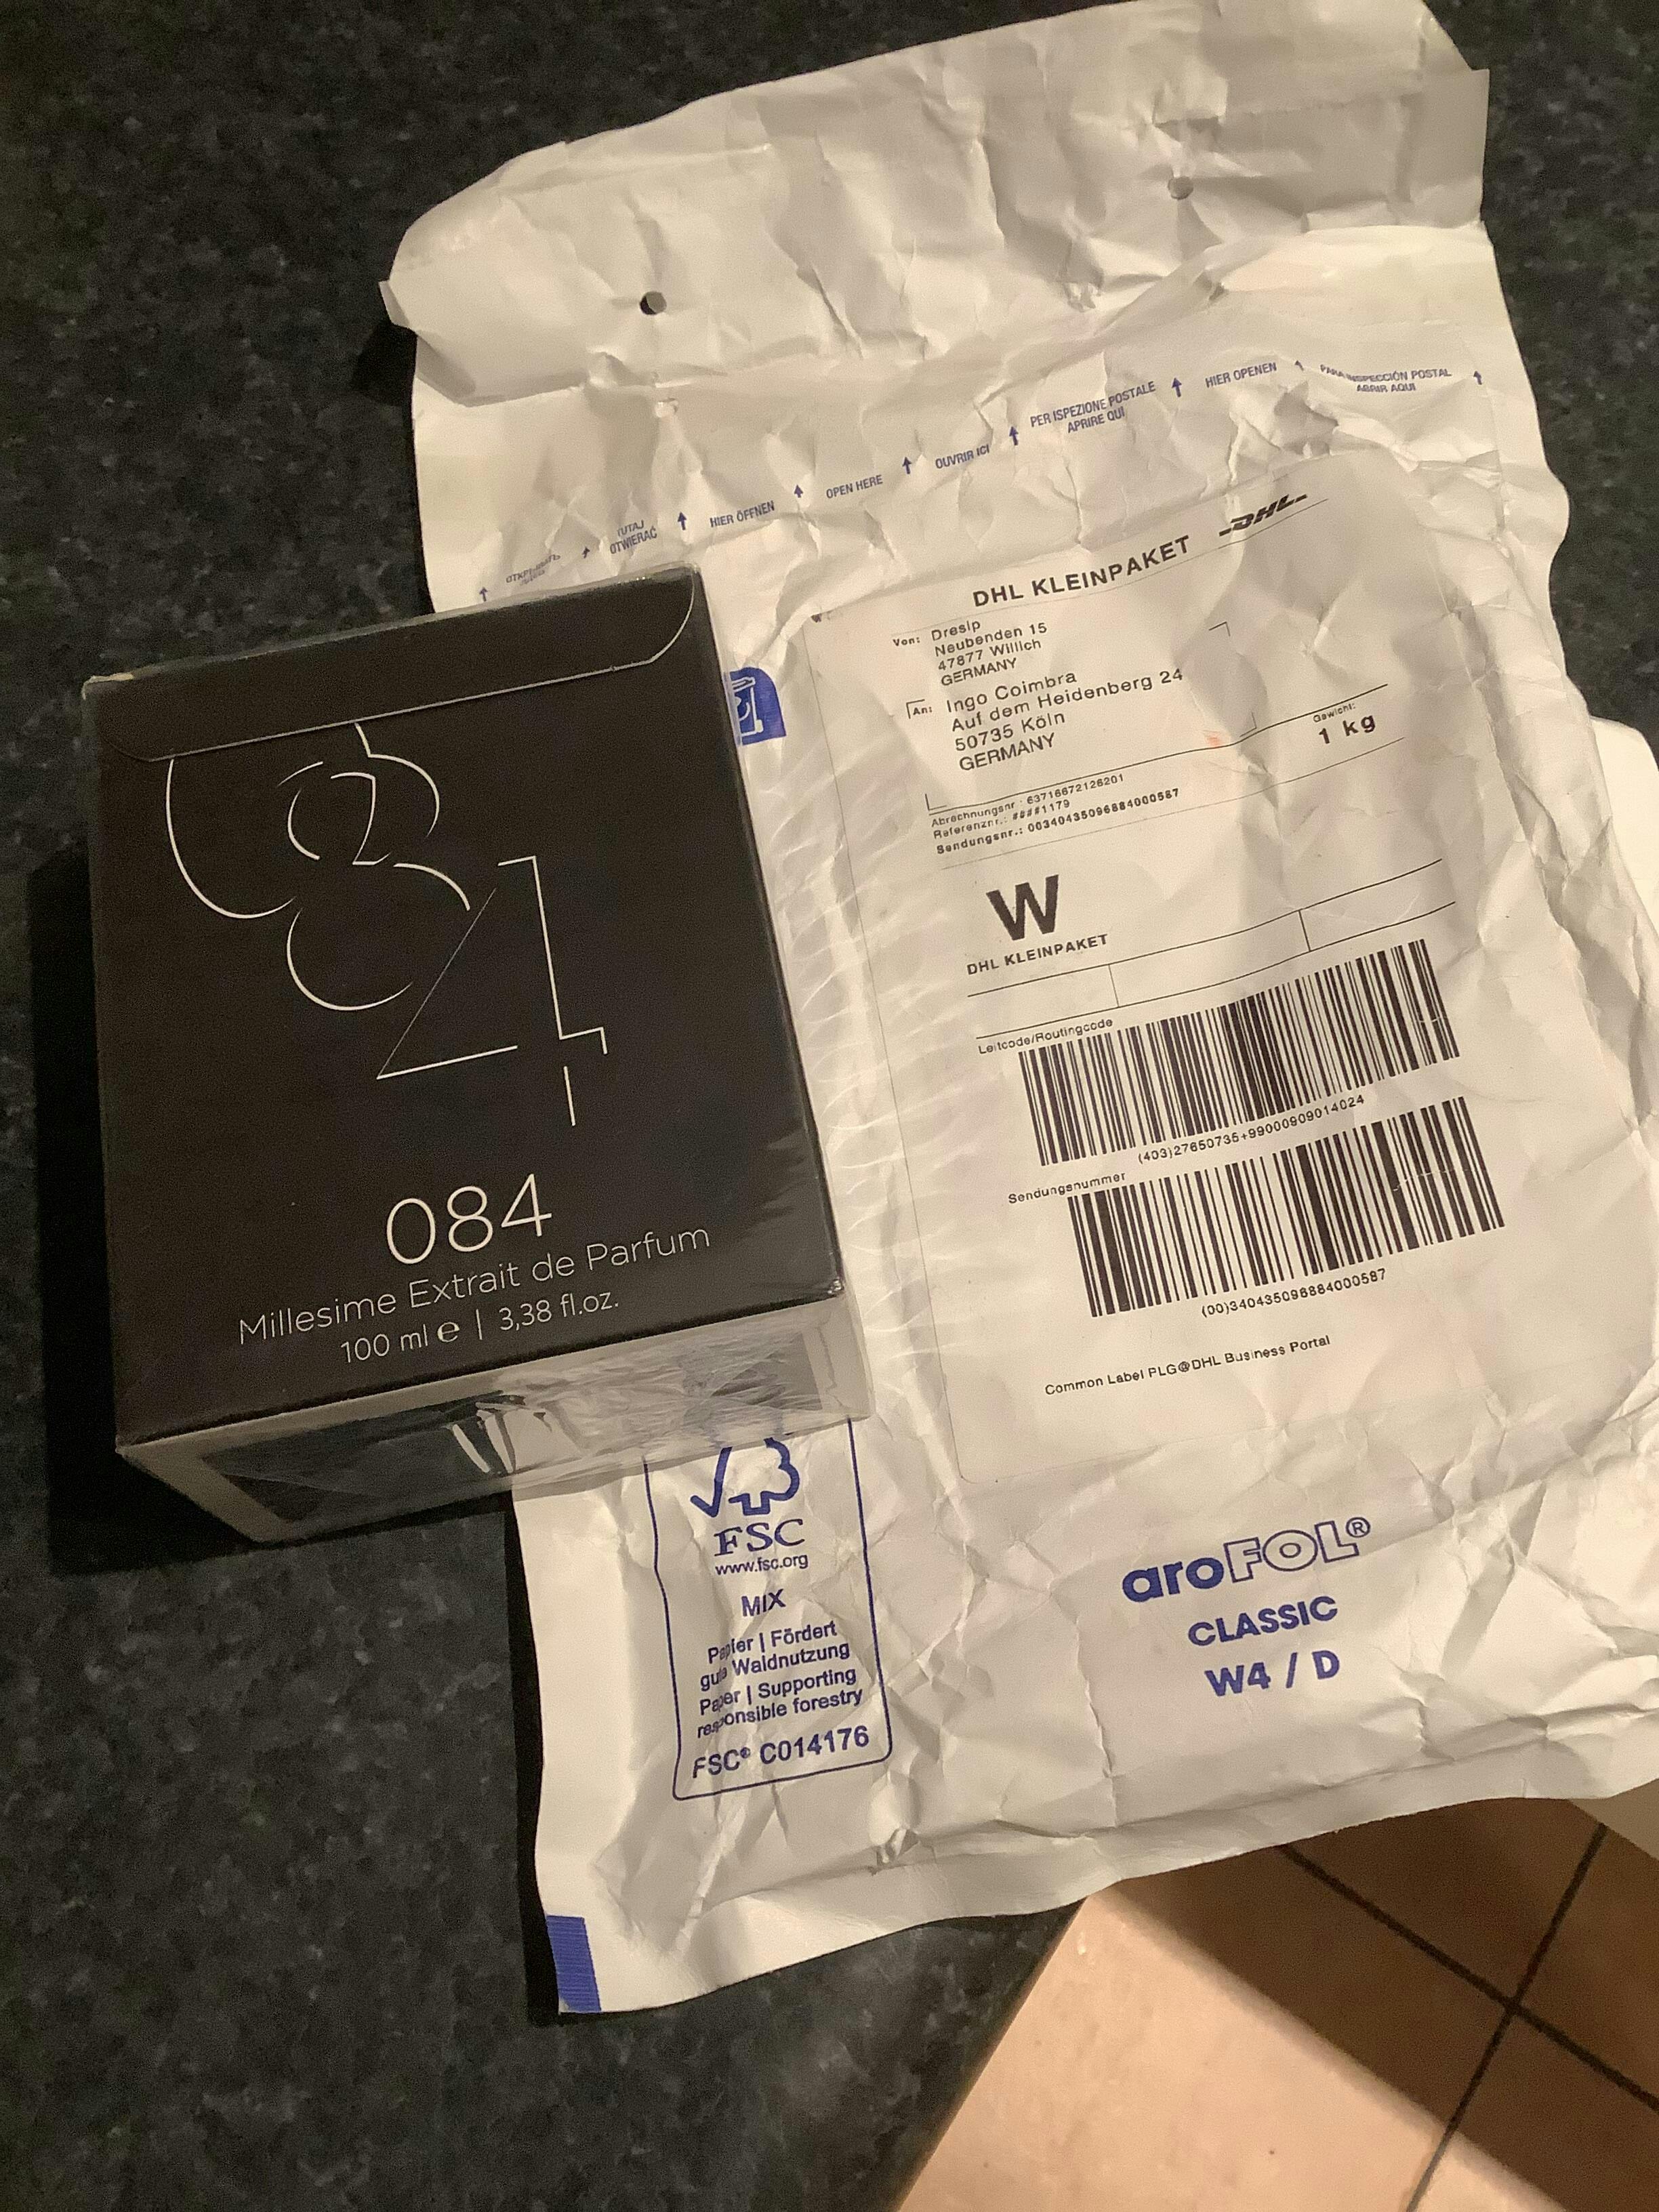 HIER ÖFFNEN
OPEN HERE
OUVRIR ICI
PER ISPEZIONE POSTALE
APRIRE QUI
HIER OPENEN
INSPECCIÓN POSTAL
ABRIR AQUI
OTWIERAĆ
DHL KLEINPAKET
DHL
Von: Dresip
Neubenden 15
47877 Willich
GERMANY
An: Ingo Coimbra
Auf dem Heidenberg 24
50735 Köln
GERMANY
Gewicht:
1 kg
Abrechnungsnr.: 63716672126201
Referenznr.: ####1179
Sendungsnr.: 00340435096884000587
W
DHL KLEINPAKET
Leitcode/Routingcode
(403)27650735+99000909014024
Sendungsnummer
(00)340435096884000587
Common Label PLG@DHL Business Portal
084
Millesime Extrait de Parfum
100 ml e | 3,38 fl.oz.
FSC
www.fsc.org
MIX
Papier | Fördert
gute Waldnutzung
Paper | Supporting
responsible forestry
FSC® C014176
aroFOL®
CLASSIC
W4 / D